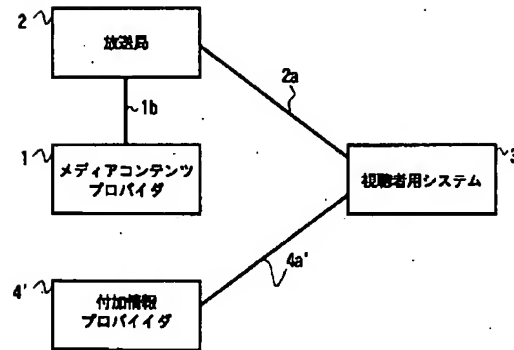 2
放送局
2a
1b
1
メディアコンテンツ
プロバイダ
3
視聴者用システム
4a'
4'
付加情報
プロバイイダ